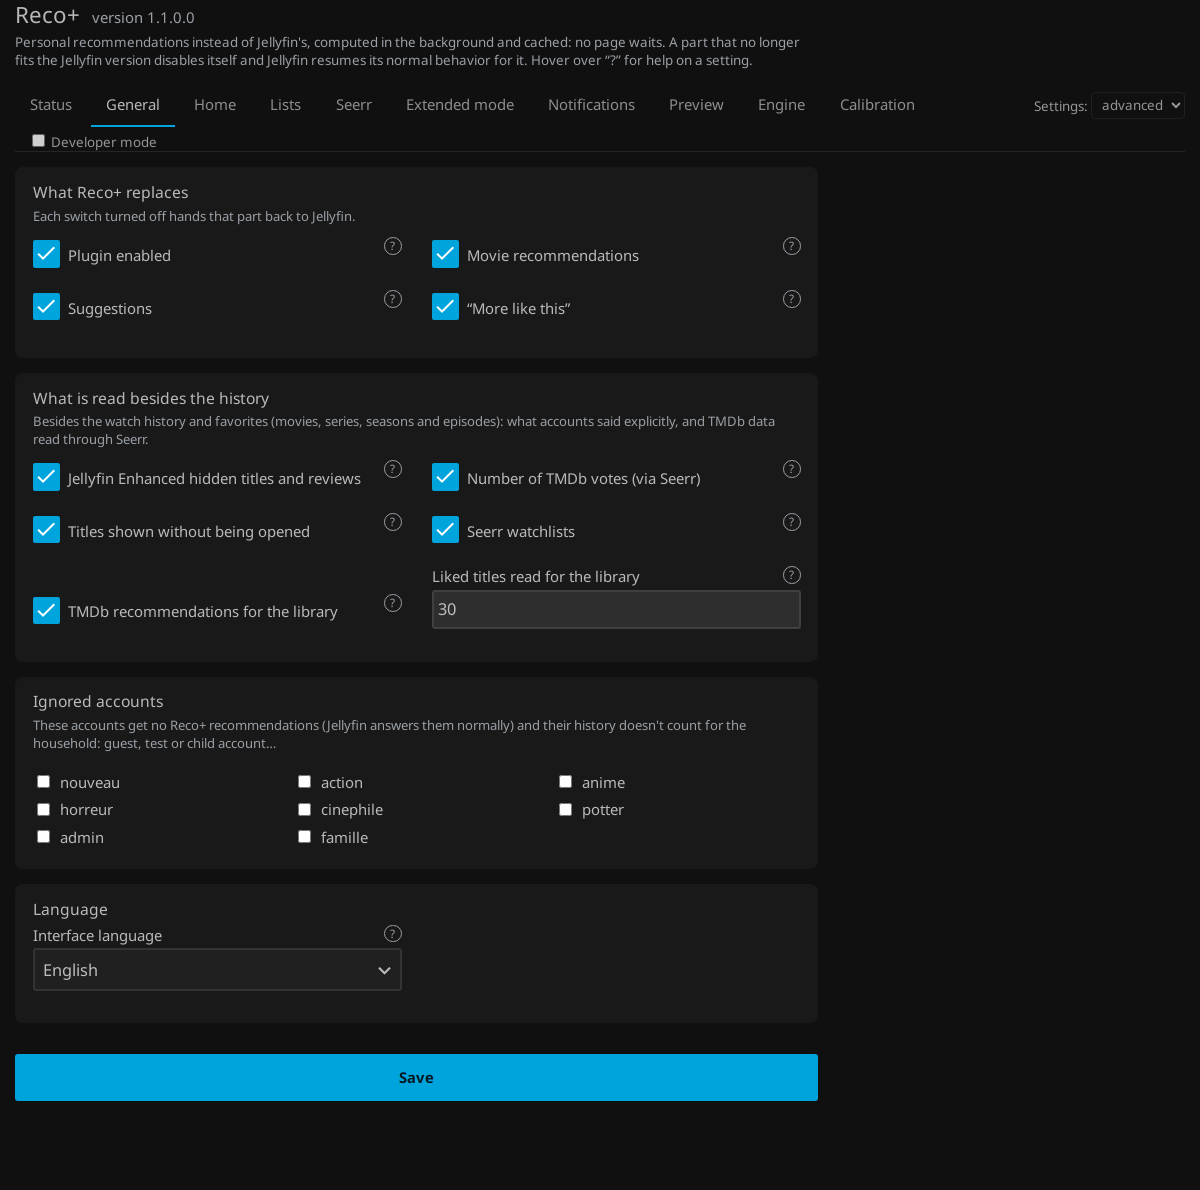 Reco+ version 1.1.0.0
Personal recommendations instead of Jellyfin's, computed in the background and cached: no page waits. A part that no longer
fits the Jellyfin version disables itself and Jellyfin resumes its normal behavior for it. Hover over “?” for help on a setting.
Status General Home Lists Seerr Extended mode Notifications Preview Engine Calibration Settings: advanced
Developer mode
What Reco+ replaces
Each switch turned off hands that part back to Jellyfin.
Plugin enabled ? Movie recommendations ?
Suggestions ? “More like this” ?
What is read besides the history
Besides the watch history and favorites (movies, series, seasons and episodes): what accounts said explicitly, and TMDb data
read through Seerr.
Jellyfin Enhanced hidden titles and reviews ? Number of TMDb votes (via Seerr) ?
Titles shown without being opened ? Seerr watchlists ?
Liked titles read for the library ?
TMDb recommendations for the library ? 30
Ignored accounts
These accounts get no Reco+ recommendations (Jellyfin answers them normally) and their history doesn't count for the
household: guest, test or child account...
nouveau action anime
horreur cinephile potter
admin famille
Language
Interface language ?
English
Save